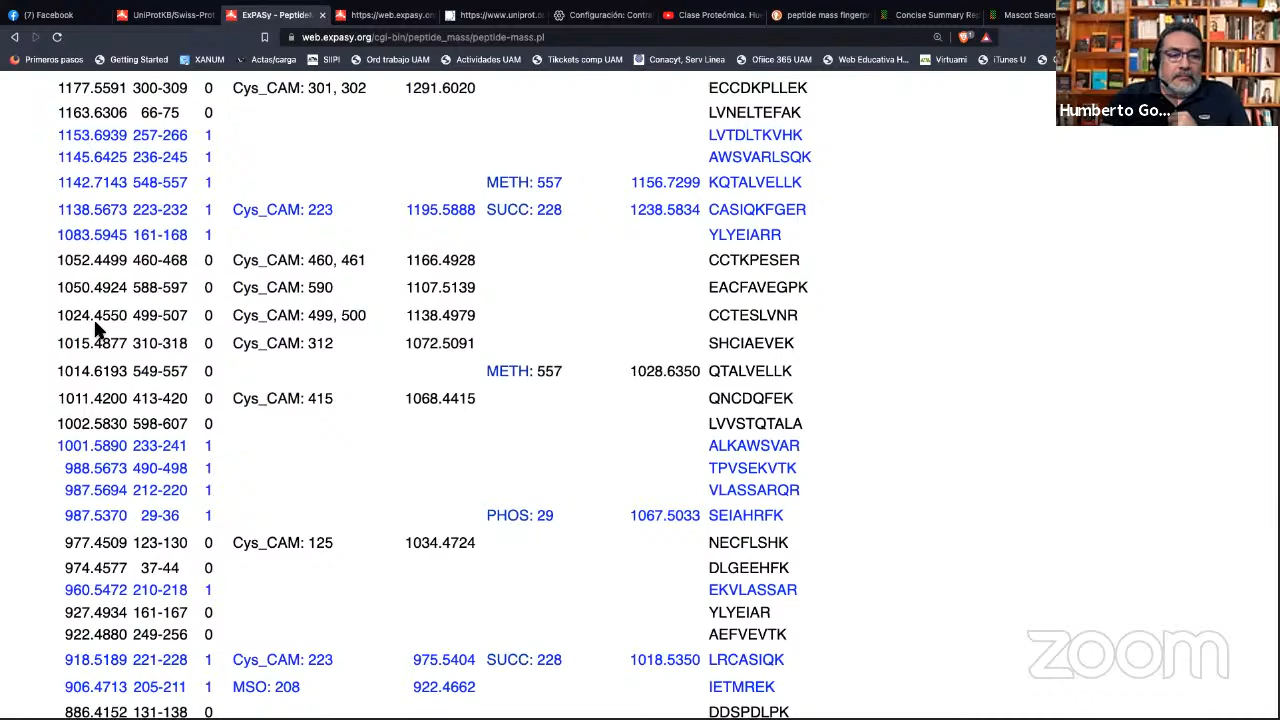 (7) Facebook UniProtKB/Swiss-Prot ExPASy - PeptideM https://web.expasy.on https://www.uniprot.o Configuración: Contra Clase Proteómica. Hum peptide mass fingerpr Concise Summary Rep Mascot Searc
web.expasy.org/cgi-bin/peptide_mass/peptide-mass.pl
Primeros pasos Getting Started XANUM Actas/carga SIIPI Ord trabajo UAM Actividades UAM Tikckets comp UAM Conacyt, Serv Linea Ofiice 365 UAM Web Educativa H... Virtuami iTunes U
Humberto Go...
1177.5591 300-309 0 Cys_CAM: 301, 302 1291.6020 ECCDKPLLEK
1163.6306 66-75 0 LVNELTEFAK
1153.6939 257-266 1 LVTDLTKVHK
1145.6425 236-245 1 AWSVARLSQK
1142.7143 548-557 1 METH: 557 1156.7299 KQTALVELLK
1138.5673 223-232 1 Cys_CAM: 223 1195.5888 SUCC: 228 1238.5834 CASIQKFGER
1083.5945 161-168 1 YLYEIARR
1052.4499 460-468 0 Cys_CAM: 460, 461 1166.4928 CCTKPESER
1050.4924 588-597 0 Cys_CAM: 590 1107.5139 EACFAVEGPK
1024.4550 499-507 0 Cys_CAM: 499, 500 1138.4979 CCTESLVNR
1015.4877 310-318 0 Cys_CAM: 312 1072.5091 SHCIAEVEK
1014.6193 549-557 0 METH: 557 1028.6350 QTALVELLK
1011.4200 413-420 0 Cys_CAM: 415 1068.4415 QNCDQFEK
1002.5830 598-607 0 LVVSTQTALA
1001.5890 233-241 1 ALKAWSVAR
988.5673 490-498 1 TPVSEKVTK
987.5694 212-220 1 VLASSARQR
987.5370 29-36 1 PHOS: 29 1067.5033 SEIAHRFK
977.4509 123-130 0 Cys_CAM: 125 1034.4724 NECFLSHK
974.4577 37-44 0 DLGEEHFK
960.5472 210-218 1 EKVLASSAR
927.4934 161-167 0 YLYEIAR
922.4880 249-256 0 AEFVEVTK
918.5189 221-228 1 Cys_CAM: 223 975.5404 SUCC: 228 1018.5350 LRCASIQK
906.4713 205-211 1 MSO: 208 922.4662 IETMREK
886.4152 131-138 0 DDSPDLPK
zoom